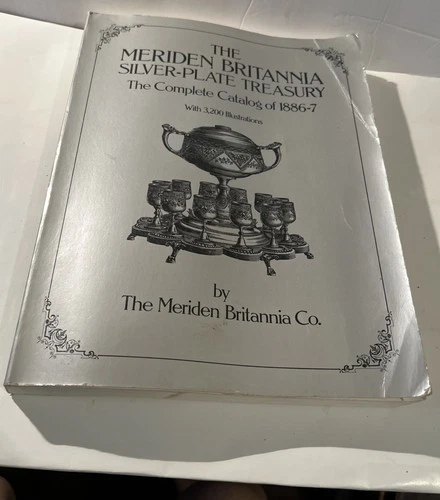 THE
MERIDEN BRITANNIA
SILVER-PLATE TREASURY
The Complete Catalog of 1886-7
With 3,200 Illustrations
by
The Meriden Britannia Co.